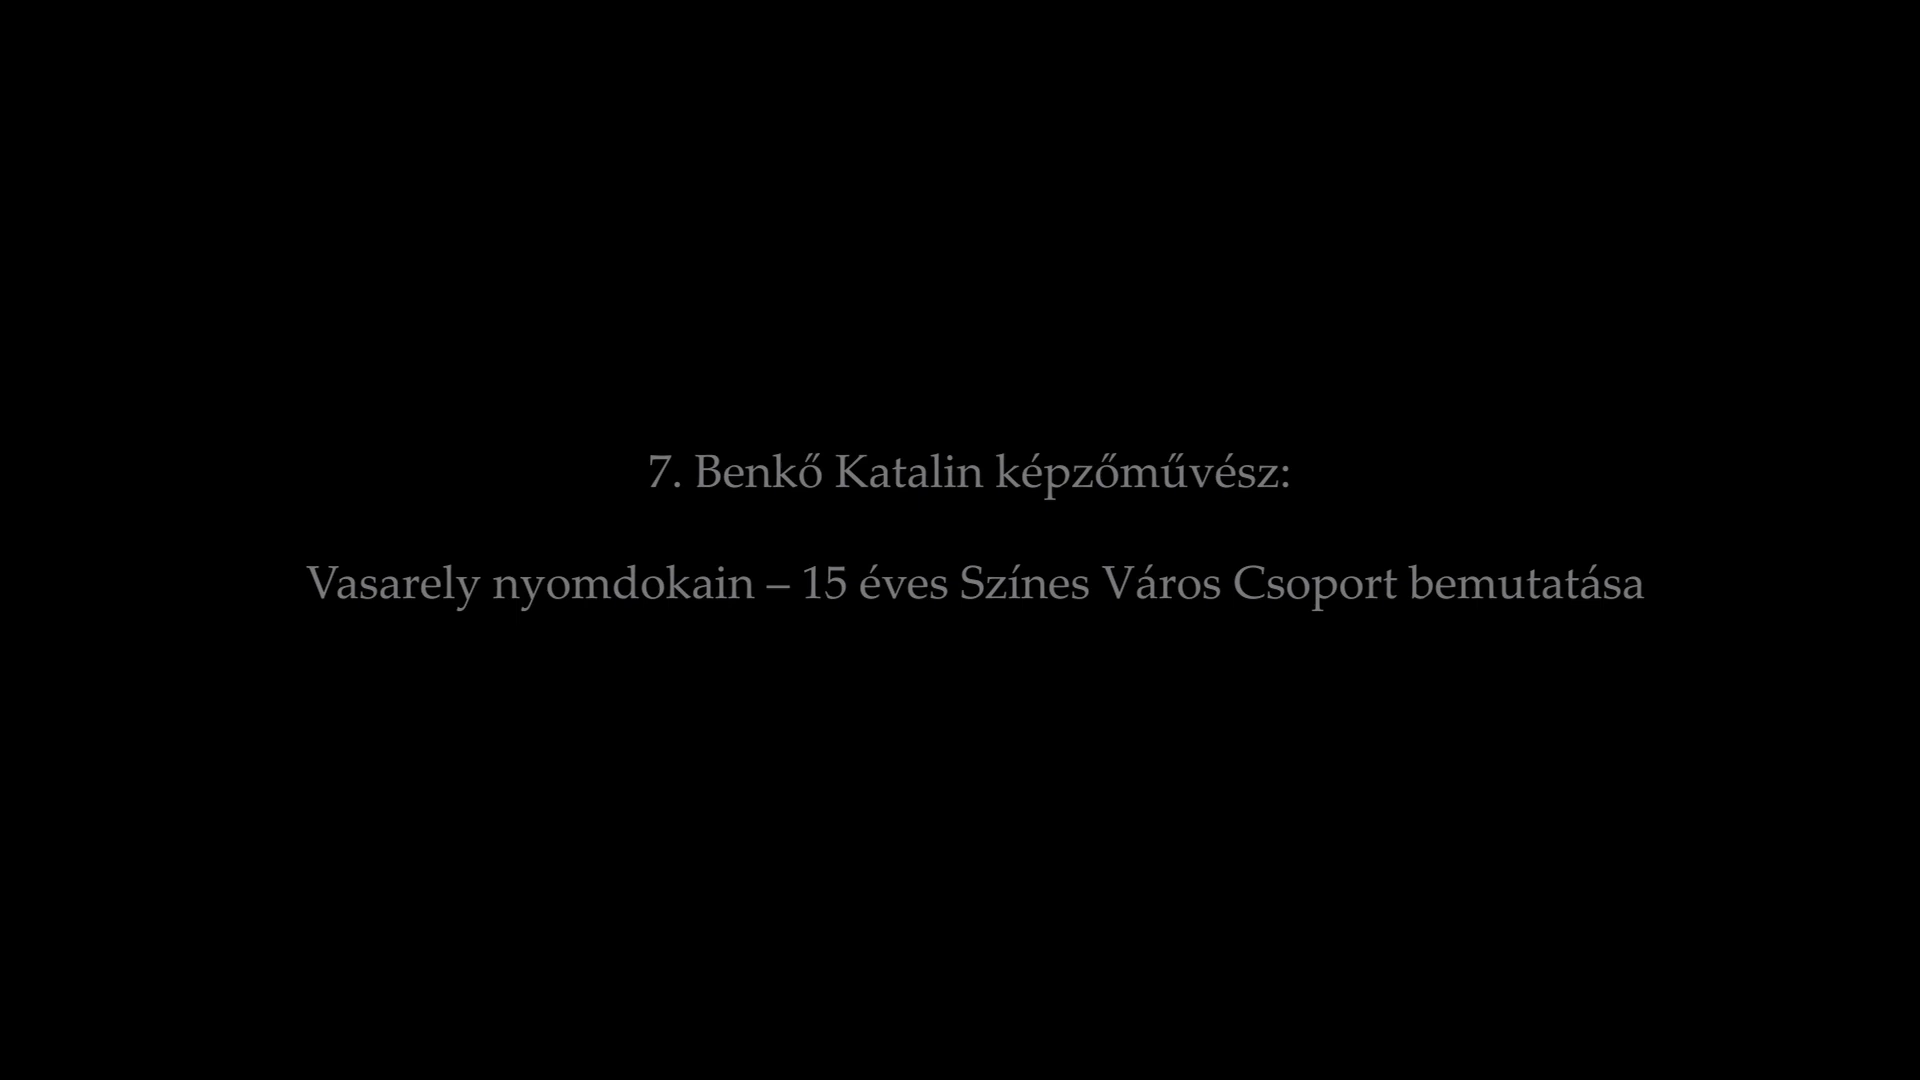 7. Benkő Katalin képzőművész:
Vasarely nyomdokain – 15 éves Színes Város Csoport bemutatása